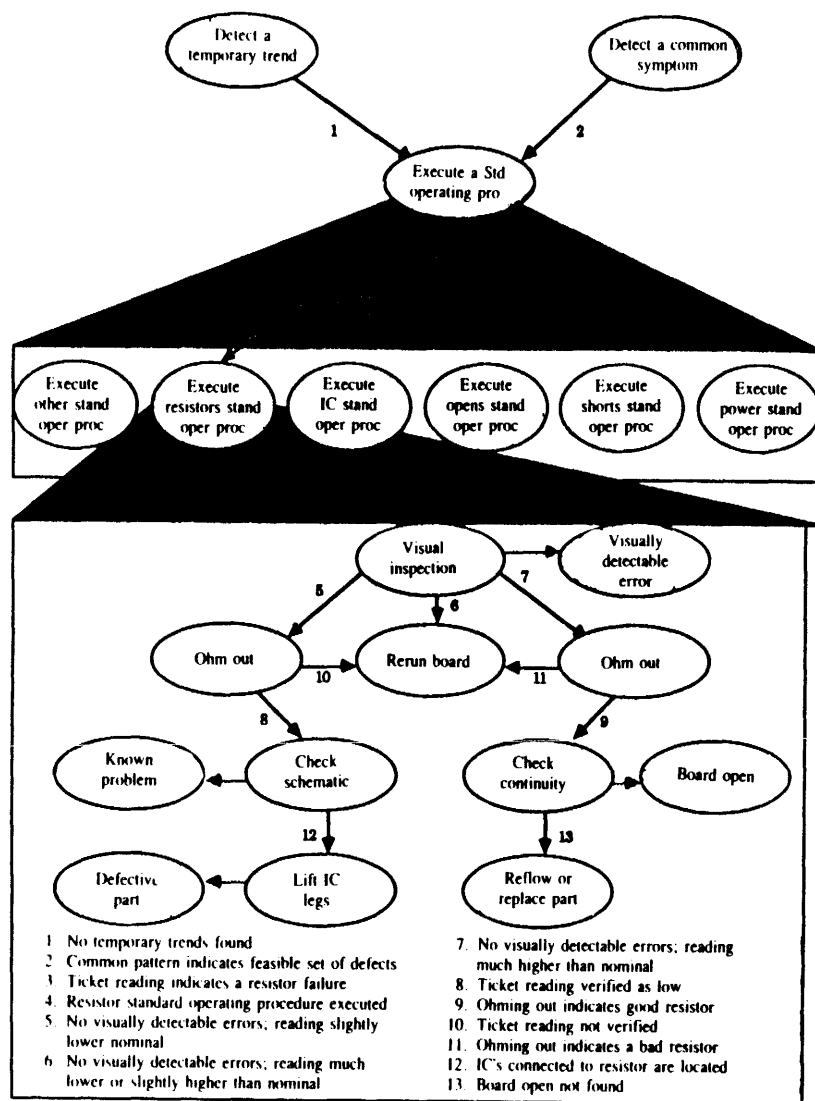 Detect a
temporary trend
Detect a common
symptom
1
2
Execute a Std
operating pro
Execute
other stand
oper proc
Execute
resistors stand
oper proc
Execute
IC stand
oper proc
Execute
opens stand
oper proc
Execute
shorts stand
oper proc
Execute
power stand
oper proc
Visual
inspection
Visually
detectable
error
5
6
7
Ohm out
10
Rerun board
11
Ohm out
8
9
Known
problem
Check
schematic
Check
continuity
Board open
12
13
Defective
part
Lift IC
legs
Reflow or
replace part
1 No temporary trends found
2 Common pattern indicates feasible set of defects
3 Ticket reading indicates a resistor failure
4. Resistor standard operating procedure executed
5 No visually detectable errors; reading slightly
lower nominal
6 No visually detectable errors; reading much
lower or slightly higher than nominal
7. No visually detectable errors; reading
much higher than nominal
8 Ticket reading verified as low
9. Ohming out indicates good resistor
10. Ticket reading not verified
11. Ohming out indicates a bad resistor
12. IC's connected to resistor are located
13. Board open not found